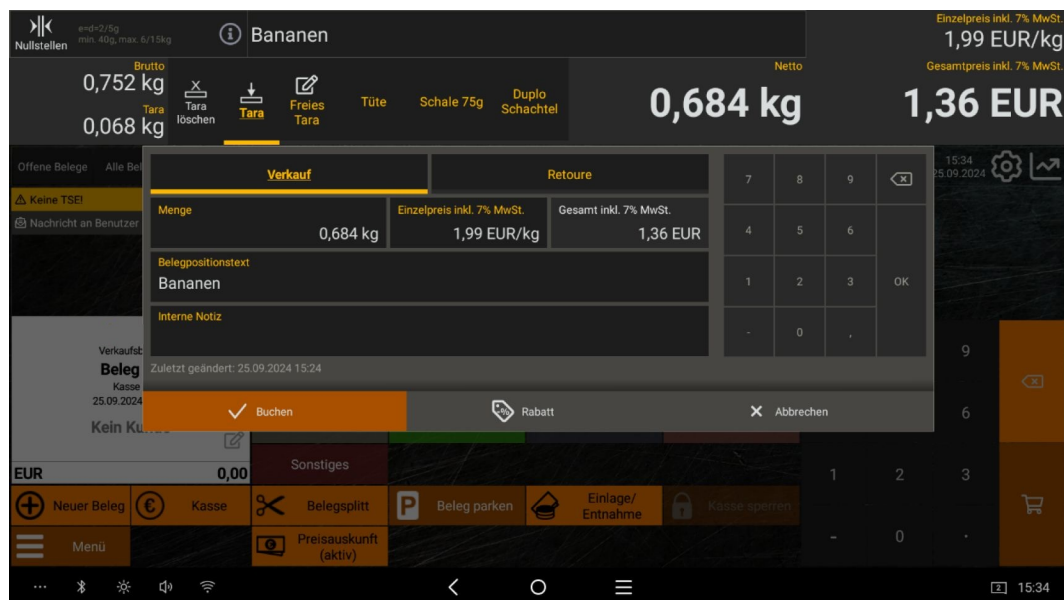 Nullstellen
e=d=2/5g
min. 40g, max. 6/15kg
Bananen
Einzelpreis inkl. 7% MwSt.
1,99 EUR/kg
Brutto
0,752 kg
Tara
0,068 kg
Tara löschen
Tara
Freies Tara
Tüte
Schale 75g
Duplo Schachtel
Netto
0,684 kg
Gesamtpreis inkl. 7% MwSt.
1,36 EUR
Offene Belege
Alle Bel
15:34
25.09.2024
Keine TSE!
Nachricht an Benutzer
Verkauf
Retoure
Menge
0,684 kg
Einzelpreis inkl. 7% MwSt.
1,99 EUR/kg
Gesamt inkl. 7% MwSt.
1,36 EUR
Belegpositionstext
Bananen
Interne Notiz
Zuletzt geändert: 25.09.2024 15:24
Buchen
Rabatt
Abbrechen
7 8 9
4 5 6
1 2 3 OK
- 0 ,
Verkaufsb
Beleg
Kasse
25.09.2024
Kein Ku
EUR 0,00
Sonstiges
9
6
1 2 3
- 0 .
Neuer Beleg
Kasse
Belegsplitt
P
Beleg parken
Einlage/
Entnahme
Kasse sperren
Menü
Preisauskunft
(aktiv)
2 15:34